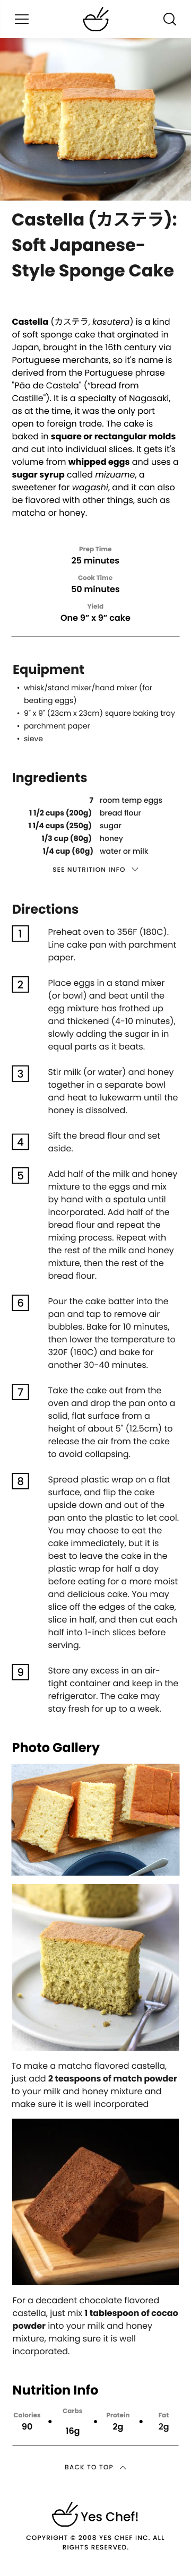 Castella (カステラ):
Soft Japanese-
Style Sponge Cake
Castella (カステラ, kasutera) is a kind
of soft sponge cake that orginated in
Japan, brought in the 16th century via
Portuguese merchants, so it's name is
derived from the Portuguese phrase
"Pão de Castela" ("bread from
Castille"). It is a specialty of Nagasaki,
as at the time, it was the only port
open to foreign trade. The cake is
baked in square or rectangular molds
and cut into individual slices. It gets it's
volume from whipped eggs and uses a
sugar syrup called mizuame, a
sweetener for wagashi, and it can also
be flavored with other things, such as
matcha or honey.
Prep Time
25 minutes
Cook Time
50 minutes
Yield
One 9" x 9" cake
Equipment
• whisk/stand mixer/hand mixer (for
beating eggs)
• 9" x 9" (23cm x 23cm) square baking tray
• parchment paper
• sieve
Ingredients
7 room temp eggs
1 1/2 cups (200g) bread flour
1 1/4 cups (250g) sugar
1/3 cup (80g) honey
1/4 cup (60g) water or milk
SEE NUTRITION INFO
Directions
1 Preheat oven to 356F (180C).
Line cake pan with parchment
paper.
2 Place eggs in a stand mixer
(or bowl) and beat until the
egg mixture has frothed up
and thickened (4-10 minutes),
slowly adding the sugar in in
equal parts as it beats.
3 Stir milk (or water) and honey
together in a separate bowl
and heat to lukewarm until the
honey is dissolved.
4 Sift the bread flour and set
aside.
5 Add half of the milk and honey
mixture to the eggs and mix
by hand with a spatula until
incorporated. Add half of the
bread flour and repeat the
mixing process. Repeat with
the rest of the milk and honey
mixture, then the rest of the
bread flour.
6 Pour the cake batter into the
pan and tap to remove air
bubbles. Bake for 10 minutes,
then lower the temperature to
320F (160C) and bake for
another 30-40 minutes.
7 Take the cake out from the
oven and drop the pan onto a
solid, flat surface from a
height of about 5" (12.5cm) to
release the air from the cake
to avoid collapsing.
8 Spread plastic wrap on a flat
surface, and flip the cake
upside down and out of the
pan onto the plastic to let cool.
You may choose to eat the
cake immediately, but it is
best to leave the cake in the
plastic wrap for half a day
before eating for a more moist
and delicious cake. You may
slice off the edges of the cake,
slice in half, and then cut each
half into 1-inch slices before
serving.
9 Store any excess in an air-
tight container and keep in the
refrigerator. The cake may
stay fresh for up to a week.
Photo Gallery
To make a matcha flavored castella,
just add 2 teaspoons of match powder
to your milk and honey mixture and
make sure it is well incorporated
For a decadent chocolate flavored
castella, just mix 1 tablespoon of cocao
powder into your milk and honey
mixture, making sure it is well
incorporated.
Nutrition Info
Calories Carbs Protein Fat
90 • 16g • 2g • 2g
BACK TO TOP
Yes Chef!
COPYRIGHT © 2008 YES CHEF INC. ALL
RIGHTS RESERVED.